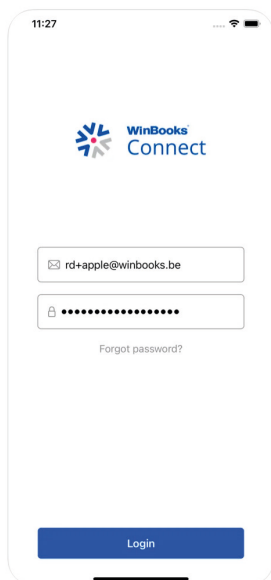 11:27
WinBooks
Connect
rd+apple@winbooks.be
••••••••••••••••••
Forgot password?
Login